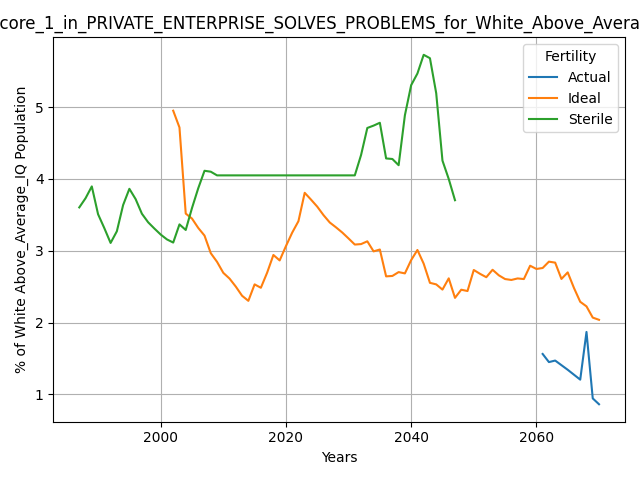 core_1_in_PRIVATE_ENTERPRISE_SOLVES_PROBLEMS_for_White_Above_Avera
Fertility
Actual
Ideal
Sterile
% of White Above_Average_IQ Population
5
4
3
2
1
2000 2020 2040 2060
Years